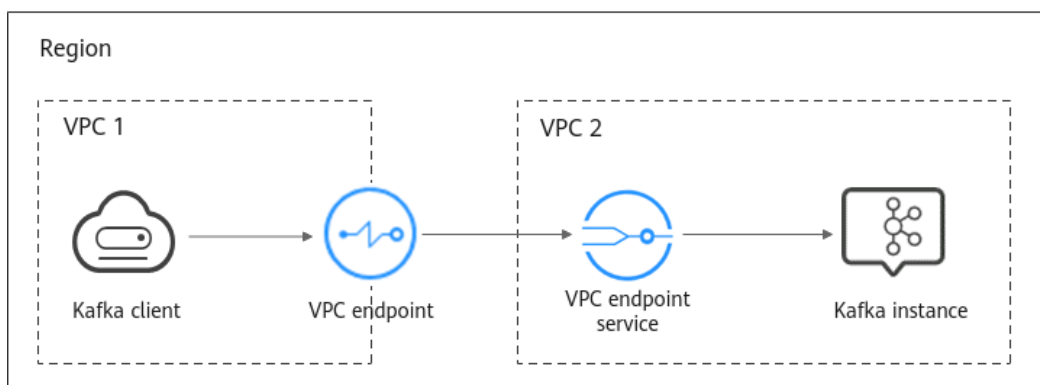 Region
VPC 1
VPC 2
Kafka client
VPC endpoint
VPC endpoint
service
Kafka instance